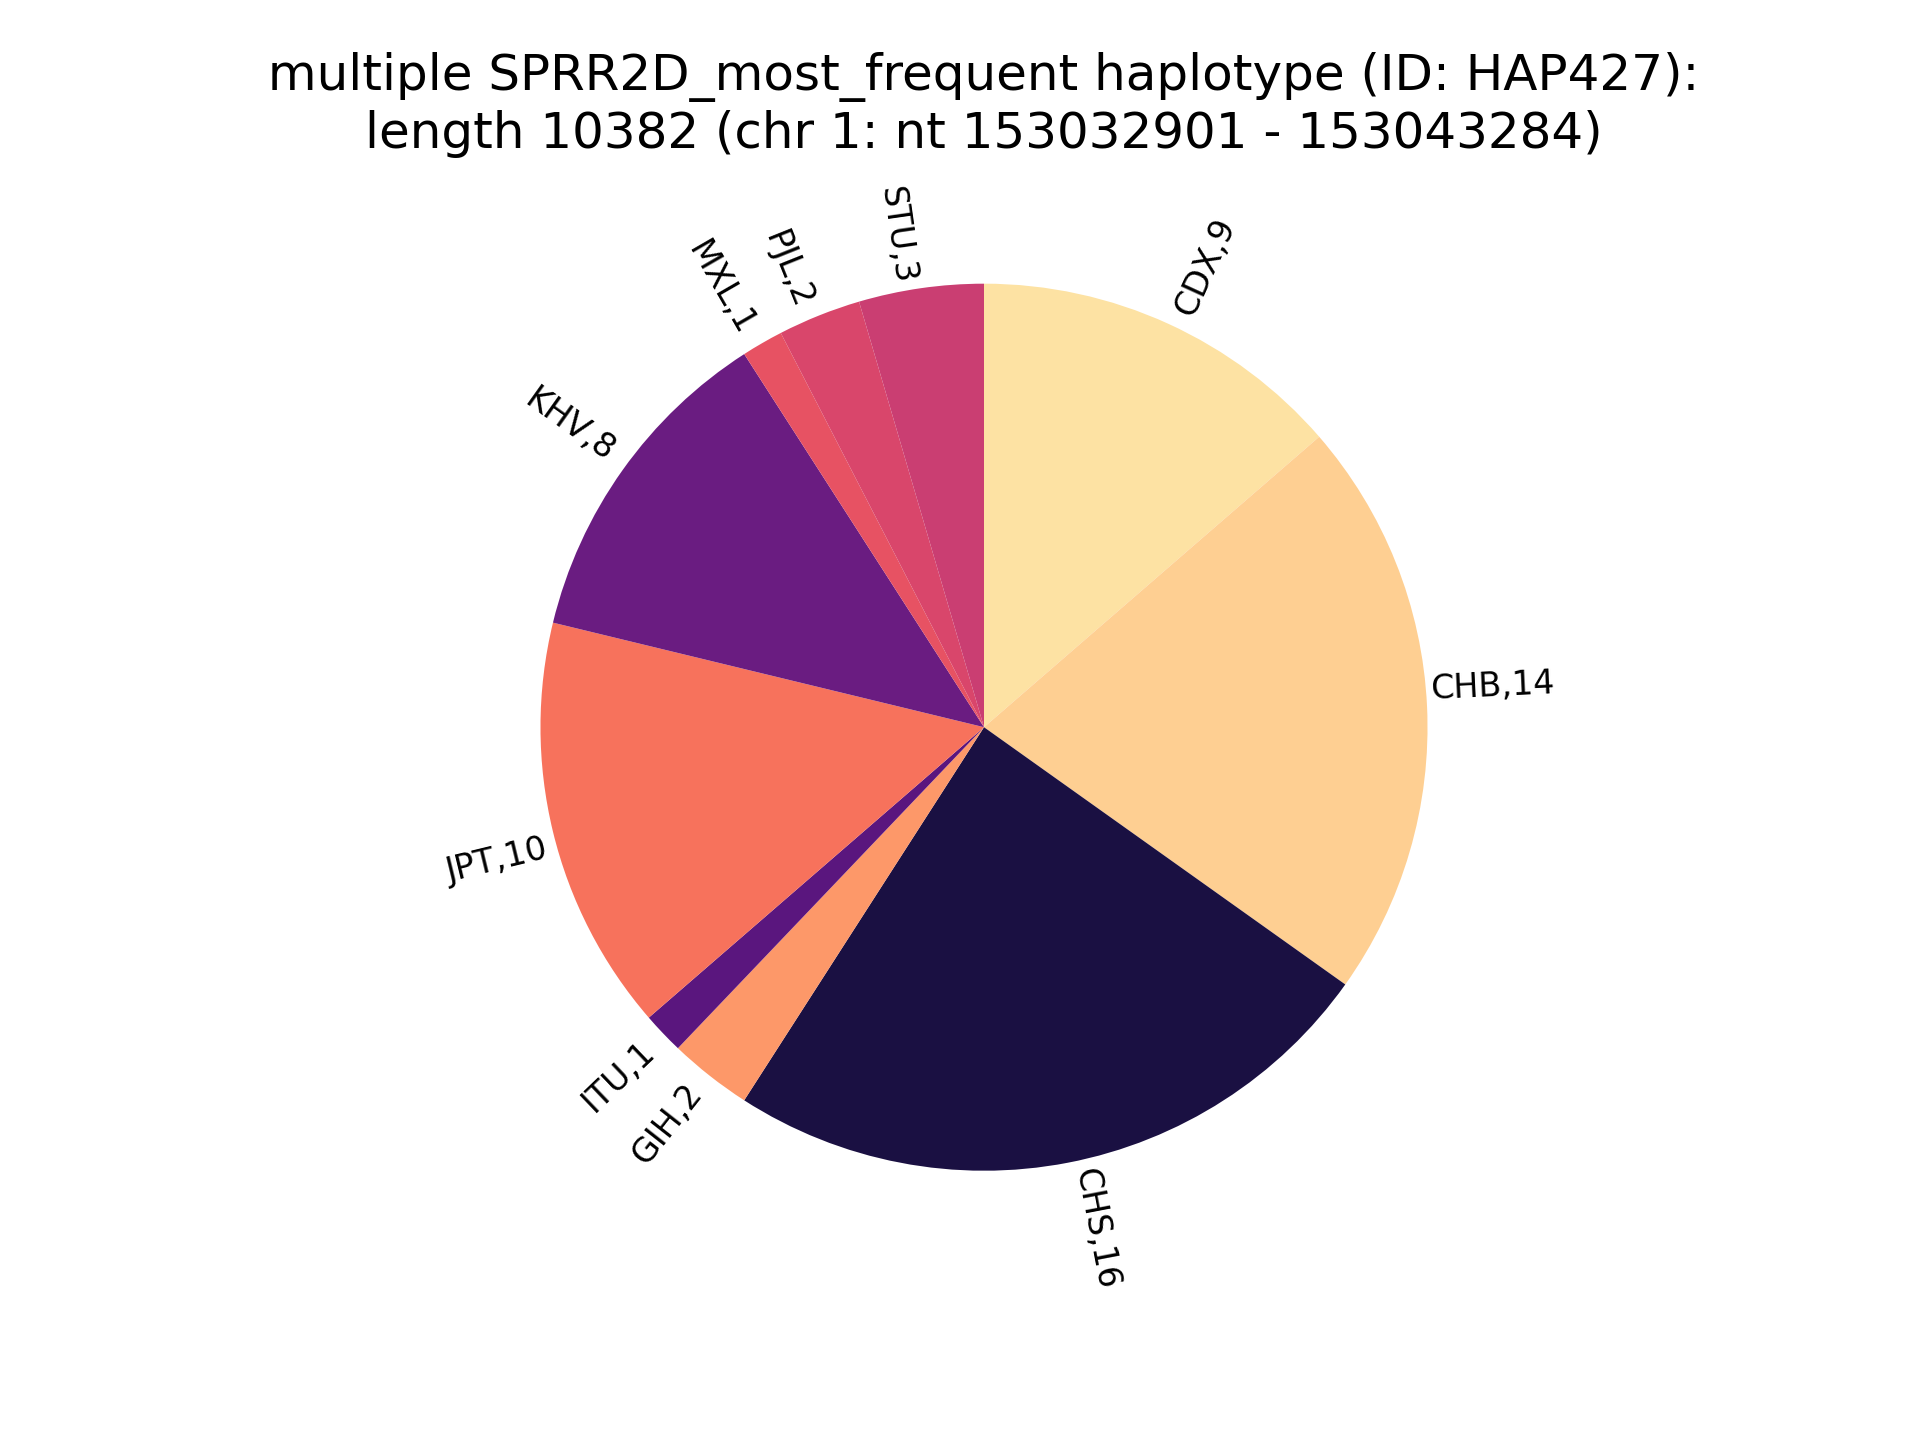 multiple SPRR2D_most_frequent haplotype (ID: HAP427):
length 10382 (chr 1: nt 153032901 - 153043284)
STU,3
CDX,9
PJL,2
MXL,1
KHV,8
CHB,14
JPT,10
ITU,1
GIH,2
CHS,16